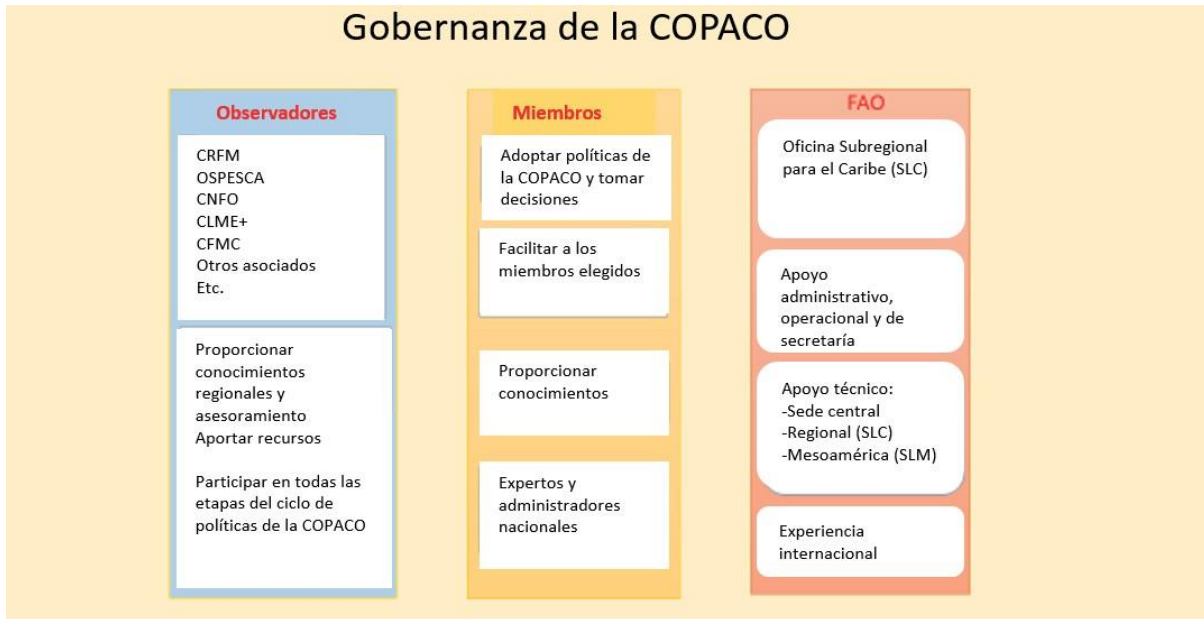 Gobernanza de la COPACO
Observadores
CRFM
OSPESCA
CNFO
CLME+
CFMC
Otros asociados
Etc.
Proporcionar
conocimientos
regionales y
asesoramiento
Aportar recursos
Participar en todas las
etapas del ciclo de
políticas de la COPACO
Miembros
Adoptar políticas de
la COPACO y tomar
decisiones
Facilitar a los
miembros elegidos
Proporcionar
conocimientos
Expertos y
administradores
nacionales
FAO
Oficina Subregional
para el Caribe (SLC)
Apoyo
administrativo,
operacional y de
secretaría
Apoyo técnico:
-Sede central
-Regional (SLC)
-Mesoamérica (SLM)
Experiencia
internacional